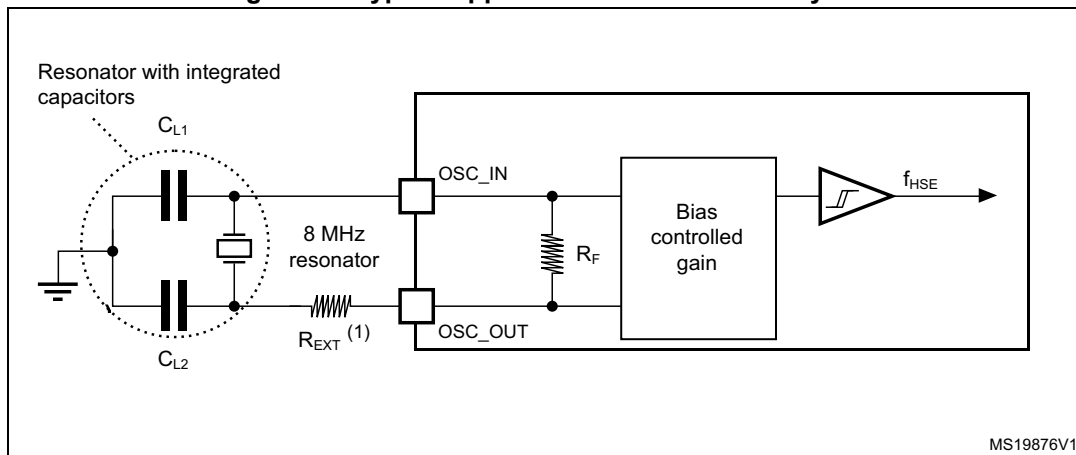 Resonator with integrated
capacitors
C_L1
OSC_IN
f_HSE
8 MHz
resonator
R_F
Bias
controlled
gain
R_EXT (1)
OSC_OUT
C_L2
MS19876V1